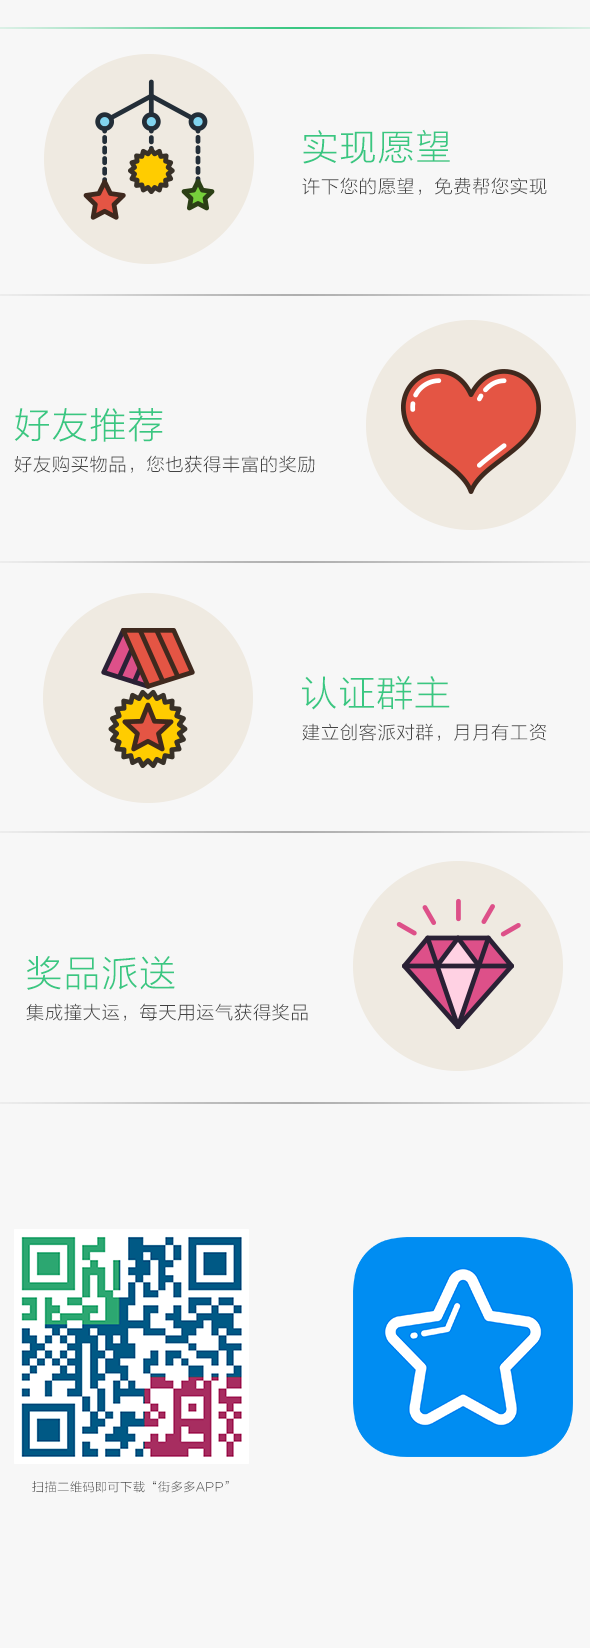 实现愿望
许下您的愿望，免费帮您实现
好友推荐
好友购买物品，您也获得丰富的奖励
认证群主
建立创客派对群，月月有工资
奖品派送
集成撞大运，每天用运气获得奖品
扫描二维码即可下载“街多多APP”